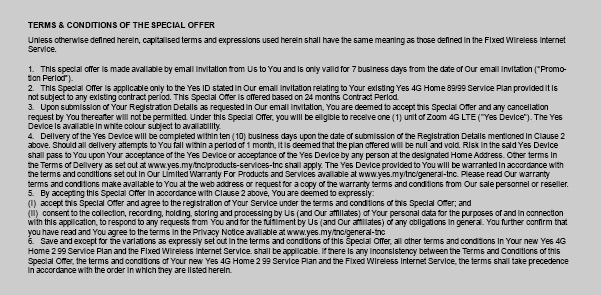 TERMS & CONDITIONS OF THE SPECIAL OFFER
Unless otherwise defined herein, capitalised terms and expressions used herein shall have the same meaning as those defined in the Fixed Wireless Internet
Service.
1. This special offer is made available by email invitation from Us to You and is only valid for 7 business days from the date of Our email invitation ("Promo-
tion Period").
2. This Special Offer is applicable only to the Yes ID stated in Our email invitation relating to Your existing Yes 4G Home 89/99 Service Plan provided it is
not subject to any existing contract period. This Special Offer is offered based on 24 months Contract Period.
3. Upon submission of Your Registration Details as requested in Our email invitation, You are deemed to accept this Special Offer and any cancellation
request by You thereafter will not be permitted. Under this Special Offer, you will be eligible to receive one (1) unit of Zoom 4G LTE ("Yes Device"). The Yes
Device is available in white colour subject to availability.
4. Delivery of the Yes Device will be completed within ten (10) business days upon the date of submission of the Registration Details mentioned in Clause 2
above. Should all delivery attempts to You fall within a period of 1 month, it is deemed that the plan offered will be null and void. Risk in the said Yes Device
shall pass to You upon Your acceptance of the Yes Device or acceptance of the Yes Device by any person at the designated Home Address. Other terms in
the Terms of Delivery as set out at www.yes.my/tnc/products-services-tnc shall apply. The Yes Device provided to You will be warranted in accordance with
the terms and conditions set out in Our Limited Warranty For Products and Services available at www.yes.my/tnc/general-tnc. Please read Our warranty
terms and conditions make available to You at the web address or request for a copy of the warranty terms and conditions from Our sale personnel or reseller.
5. By accepting this Special Offer in accordance with Clause 2 above, You are deemed to expressly:
(i) accept this Special Offer and agree to the registration of Your Service under the terms and conditions of this Special Offer; and
(ii) consent to the collection, recording, holding, storing and processing by Us (and Our affiliates) of Your personal data for the purposes of and in connection
with this application, to respond to any requests from You and for the fulfilment by Us (and Our affiliates) of any obligations in general. You further confirm that
you have read and You agree to the terms in the Privacy Notice available at www.yes.my/tnc/general-tnc
6. Save and except for the variations as expressly set out in the terms and conditions of this Special Offer, all other terms and conditions in Your new Yes 4G
Home 2 99 Service Plan and the Fixed Wireless Internet Service, shall be applicable. If there is any inconsistency between the Terms and Conditions of this
Special Offer, the terms and conditions of Your new Yes 4G Home 2 99 Service Plan and the Fixed Wireless Internet Service, the terms shall take precedence
in accordance with the order in which they are listed herein.